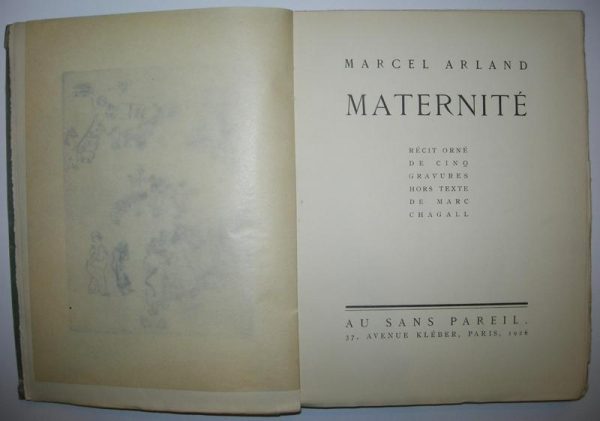 MARCEL ARLAND
MATERNITÉ
RÉCIT ORNÉ
DE CINQ
GRAVURES
HORS TEXTE
DE MARC
CHAGALL
AU SANS PAREIL.
37, AVENUE KLÉBER, PARIS, 1926